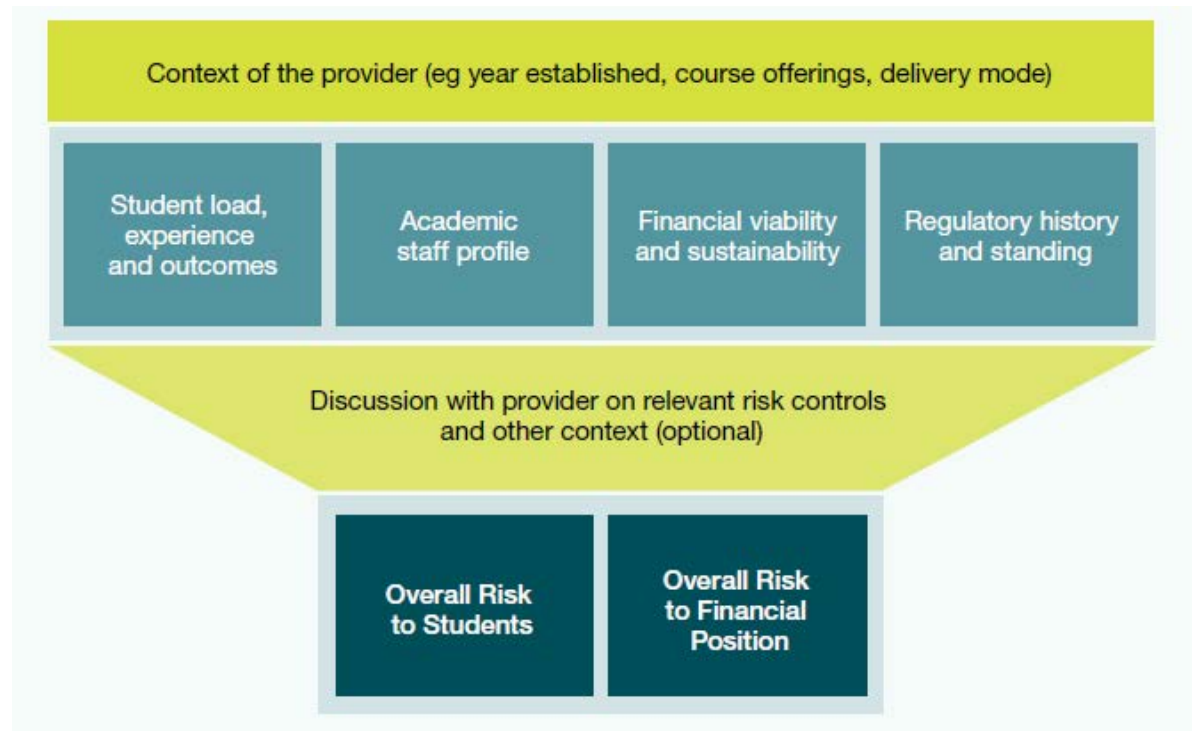 Context of the provider (eg year established, course offerings, delivery mode)
Student load,
experience
and outcomes
Academic
staff profile
Financial viability
and sustainability
Regulatory history
and standing
Discussion with provider on relevant risk controls
and other context (optional)
Overall Risk
to Students
Overall Risk
to Financial
Position